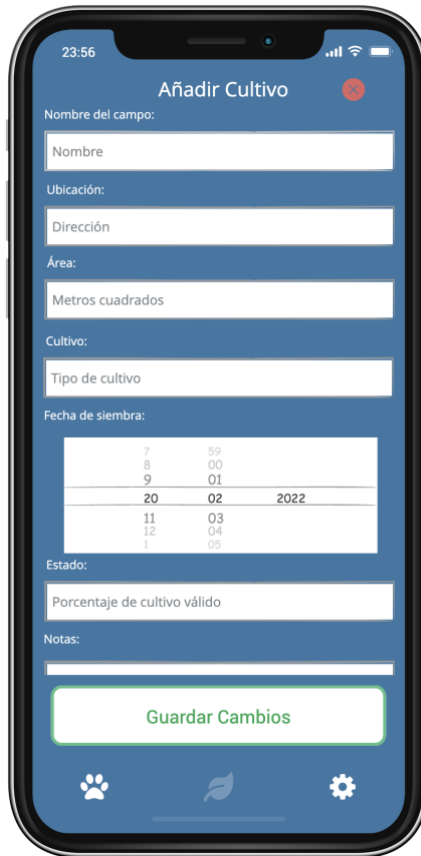 23:56
Añadir Cultivo
Nombre del campo:
Nombre
Ubicación:
Dirección
Área:
Metros cuadrados
Cultivo:
Tipo de cultivo
Fecha de siembra:
7 59
8 00
9 01
20 02 2022
11 03
12 04
1 05
Estado:
Porcentaje de cultivo válido
Notas:
Guardar Cambios